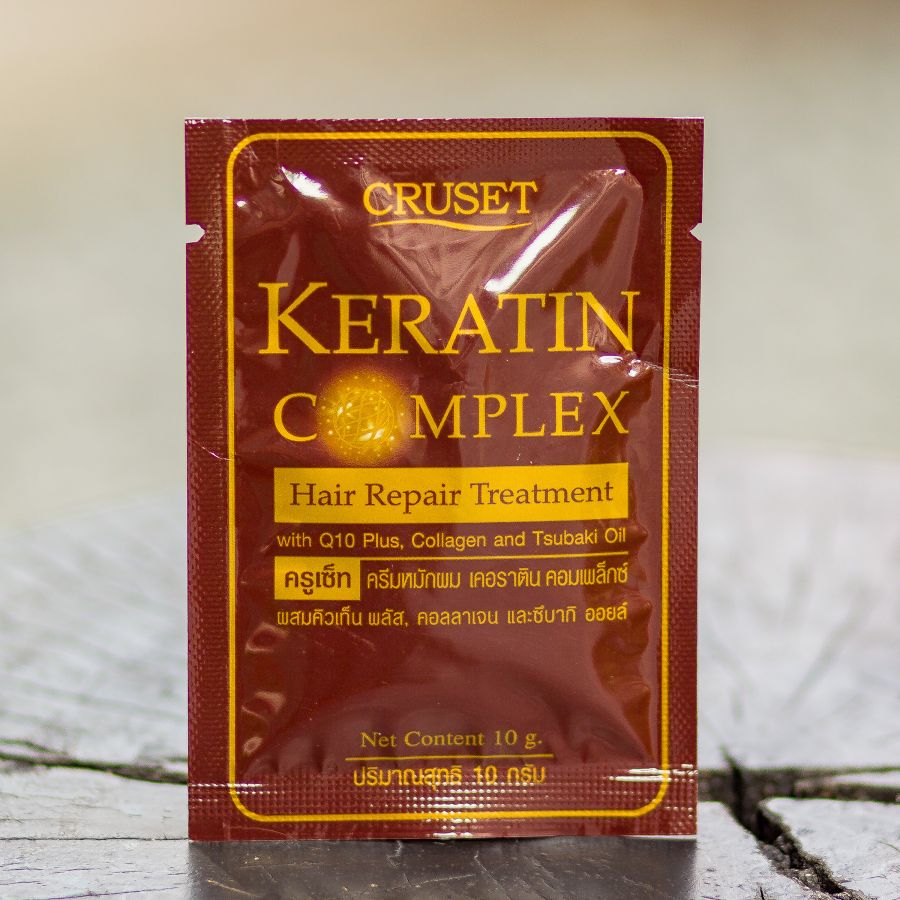 CRUSET
KERATIN
COMPLEX
Hair Repair Treatment
with Q10 Plus, Collagen and Tsubaki Oil
ครูเซ็ท ครีมหมักผม เคอราติน คอมเพล็กซ์
ผสมคิวเท็น พลัส, คอลลาเจน และซึบากิ ออยล์
Net Content 10 g.
ปริมาณสุทธิ 10 กรัม